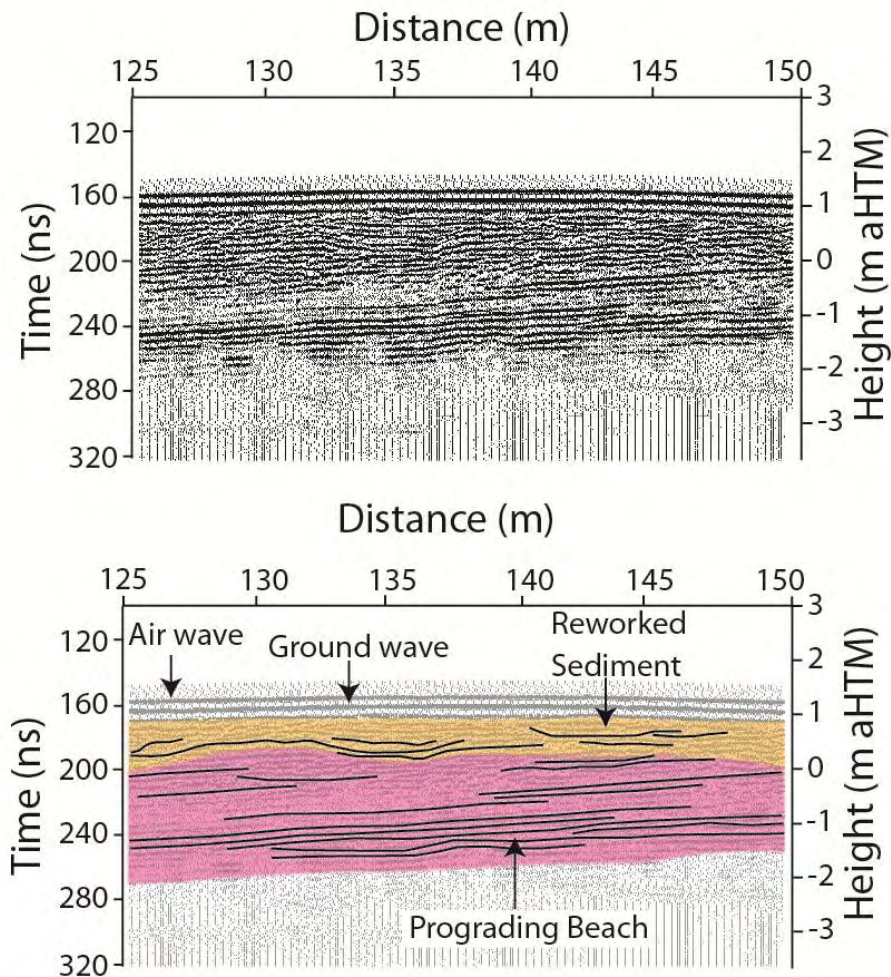 Distance (m)
125 130 135 140 145 150
120
160
200
240
280
320
Time (ns)
3
2
1
0
-1
-2
-3
Height (m aHTM)
Distance (m)
125 130 135 140 145 150
Air wave
Ground wave
Reworked
Sediment
120
160
200
240
280
320
Time (ns)
3
2
1
0
-1
-2
-3
Height (m aHTM)
Prograding Beach